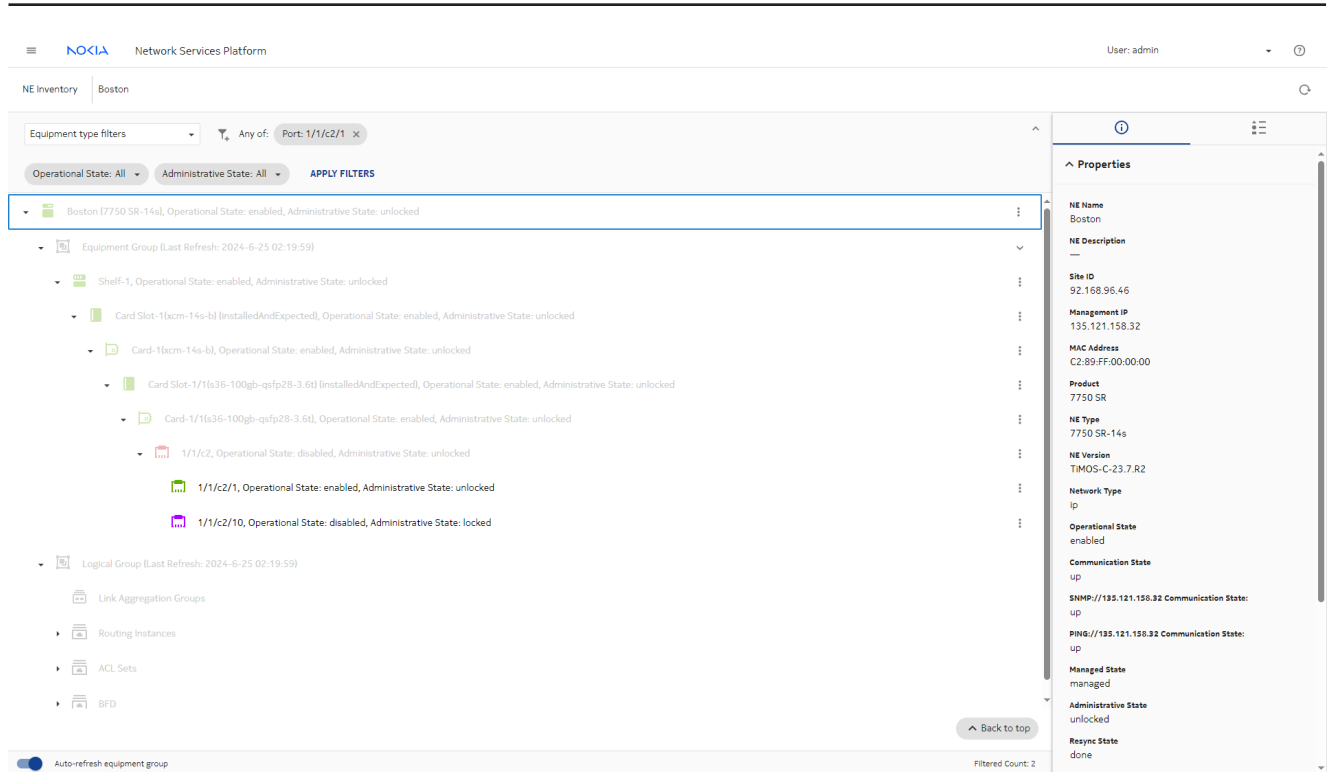 NOKIA Network Services Platform User: admin
NE Inventory Boston
Equipment type filters Any of: Port: 1/1/c2/1
Operational State: All Administrative State: All APPLY FILTERS
Boston (7750 SR-14s), Operational State: enabled, Administrative State: unlocked
Equipment Group (Last Refresh: 2024-6-25 02:19:59)
Shelf-1, Operational State: enabled, Administrative State: unlocked
Card Slot-1(xcm-14s-b) (installedAndExpected), Operational State: enabled, Administrative State: unlocked
Card-1(xcm-14s-b), Operational State: enabled, Administrative State: unlocked
Card Slot-1/1(s36-100gb-qsfp28-3.6t) (installedAndExpected), Operational State: enabled, Administrative State: unlocked
Card-1/1(s36-100gb-qsfp28-3.6t), Operational State: enabled, Administrative State: unlocked
1/1/c2, Operational State: disabled, Administrative State: unlocked
1/1/c2/1, Operational State: enabled, Administrative State: unlocked
1/1/c2/10, Operational State: disabled, Administrative State: locked
Logical Group (Last Refresh: 2024-6-25 02:19:59)
Link Aggregation Groups
Routing Instances
ACL Sets
BFD
Back to top
Auto-refresh equipment group Filtered Count: 2
Properties
NE Name
Boston
NE Description
—
Site ID
92.168.96.46
Management IP
135.121.158.32
MAC Address
C2:89:FF:00:00:00
Product
7750 SR
NE Type
7750 SR-14s
NE Version
TiMOS-C-23.7.R2
Network Type
ip
Operational State
enabled
Communication State
up
SNMP://135.121.158.32 Communication State:
up
PING://135.121.158.32 Communication State:
up
Managed State
managed
Administrative State
unlocked
Resync State
done